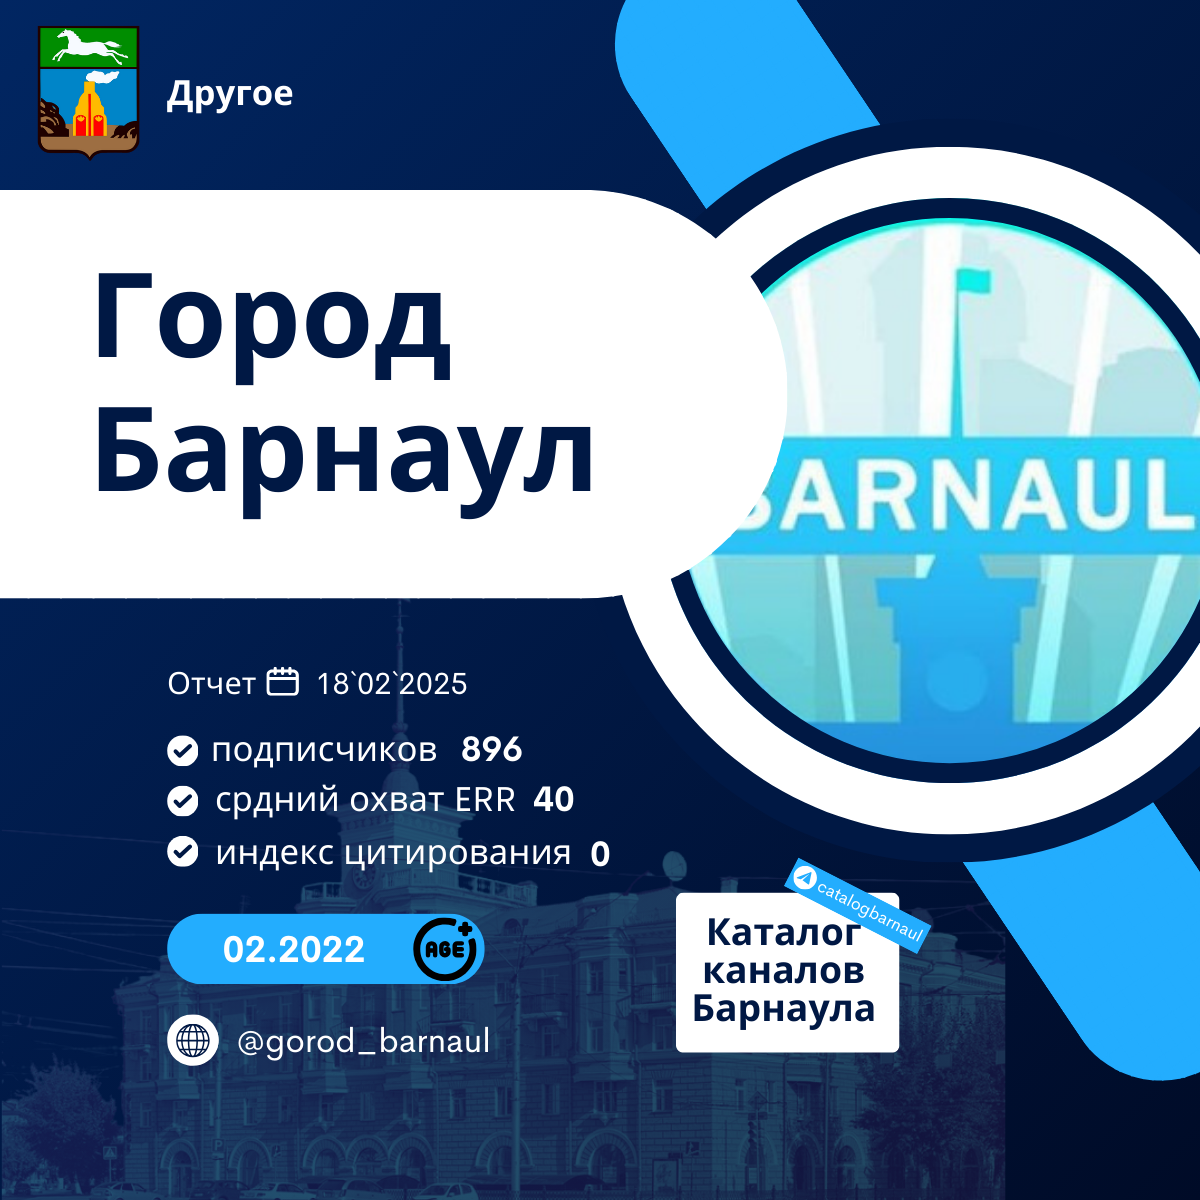 Другое
Город
Барнаул
BARNAUL
Отчет 18`02`2025
подписчиков 896
срдний охват ERR 40
индекс цитирования 0
02.2022
AGE+
@gorod_barnaul
catalogbarnaul
Каталог
каналов
Барнаула